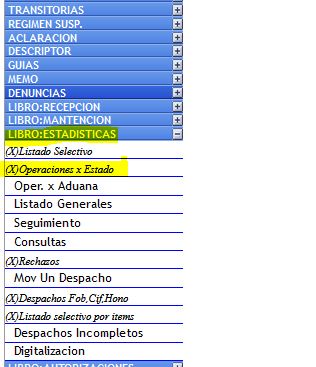 TRANSITORIAS
REGIMEN SUSP.
ACLARACION
DESCRIPTOR
GUIAS
MEMO
DENUNCIAS
LIBRO:RECEPCION
LIBRO:MANTENCION
LIBRO:ESTADISTICAS
(X)Listado Selectivo
(X)Operaciones x Estado
Oper. x Aduana
Listado Generales
Seguimiento
Consultas
(X)Rechazos
Mov Un Despacho
(X)Despachos Fob,Cif,Hono
(X)Listado selectivo por items
Despachos Incompletos
Digitalizacion
LIBRO:AUTORIZACIONES